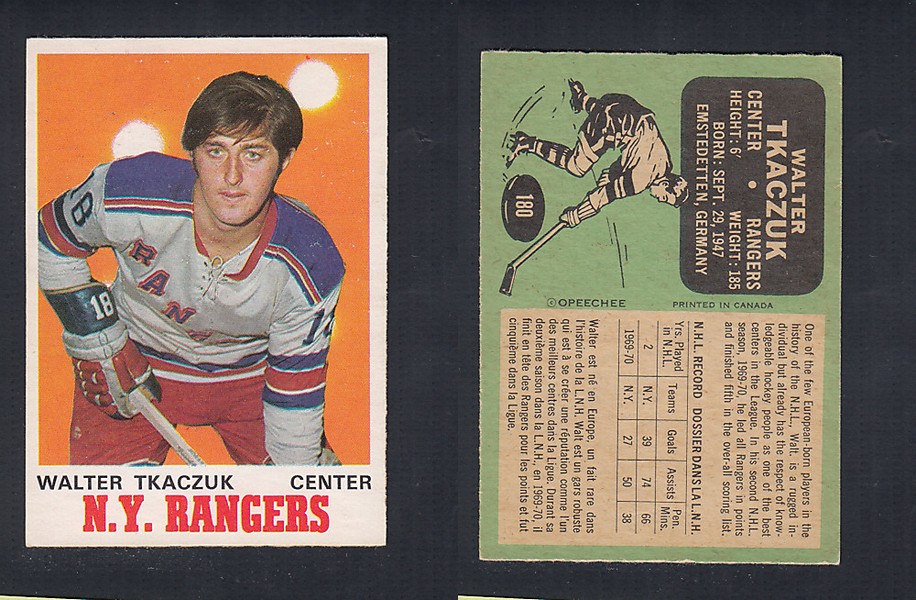 18
18
RAN
1
WALTER TKACZUK CENTER
N.Y. RANGERS
WALTER
TKACZUK
CENTER • RANGERS
HEIGHT: 6' WEIGHT: 185
BORN: SEPT. 29, 1947
EMSTEDETTEN, GERMANY
180
©OPEECHEE PRINTED IN CANADA
One of the few European-born players in the
history of the N.H.L., Walt. is a rugged in-
dividual but already has the respect of know-
ledgeable hockey people as one of the best
centers in the League. In his second N.H.L.
season, 1969-70, he led all Rangers in points
and finished fifth in the over-all scoring list.
N.H.L. RECORD DOSSIER DANS LA L.N.H.
Yrs. Played Teams Goals Assists Pen.
in N.H.L. Mins.
2 N.Y. 39 74 66
1969-70 N.Y. 27 50 38
Walter est né en Europe, un fait rare dans
l'histoire de la L.N.H. Walt est un gars robuste
qui est à se créer une réputation comme l'un
des meilleurs centres dans la Ligue. Durant sa
deuxième saison dans la L.N.H., en 1969-70, il
finit en tête des Rangers pour les points et fut
cinquième dans la Ligue.